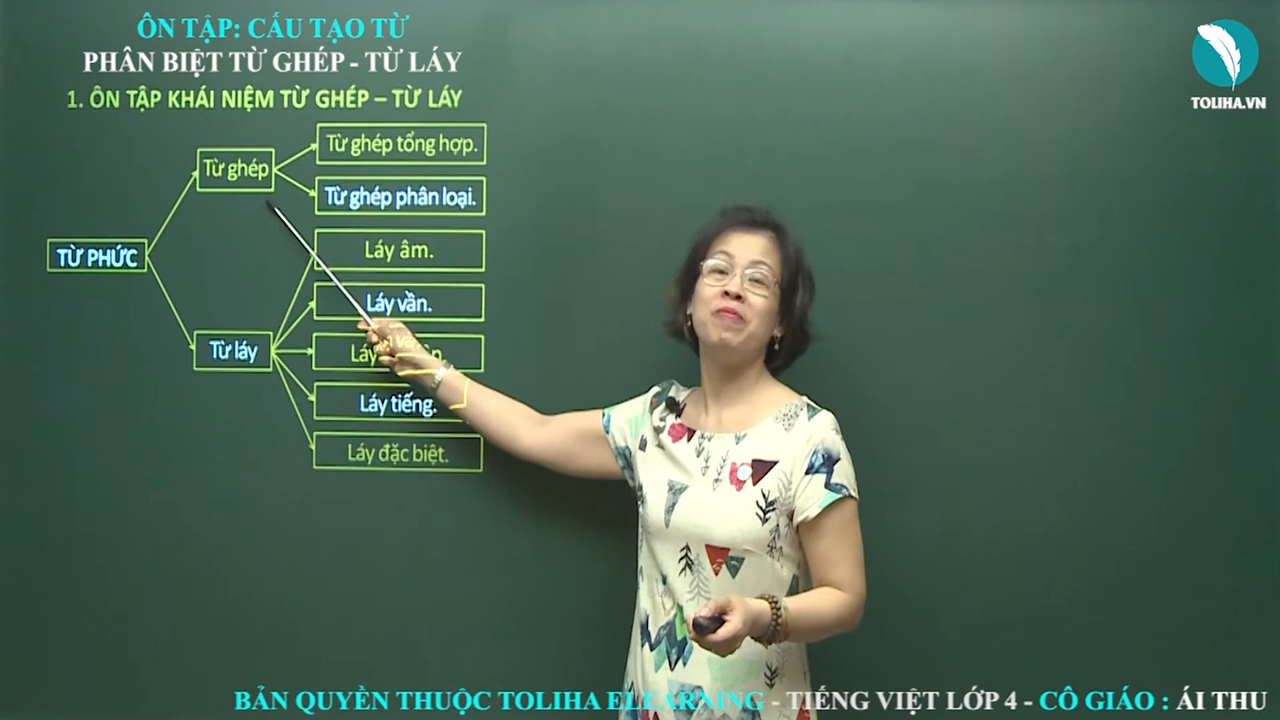 ÔN TẬP: CẤU TẠO TỪ
PHÂN BIỆT TỪ GHÉP - TỪ LÁY
1. ÔN TẬP KHÁI NIỆM TỪ GHÉP – TỪ LÁY
TOLIHA.VN
Từ ghép
Từ ghép tổng hợp.
Từ ghép phân loại.
TỪ PHỨC
Từ láy
Láy âm.
Láy vần.
Láy
Láy tiếng.
Láy đặc biệt.
BẢN QUYỀN THUỘC TOLIHA ELEARNING - TIẾNG VIỆT LỚP 4 - CÔ GIÁO : ÁI THU